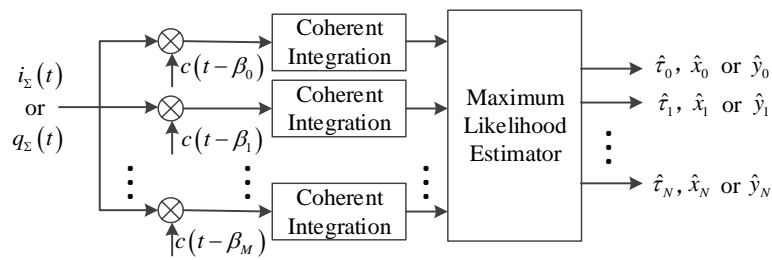 i_Σ(t)
or
q_Σ(t)
c(t−β_0)
Coherent
Integration
c(t−β_1)
Coherent
Integration
c(t−β_M)
Coherent
Integration
Maximum
Likelihood
Estimator
τ̂_0, x̂_0 or ŷ_0
τ̂_1, x̂_1 or ŷ_1
τ̂_N, x̂_N or ŷ_N